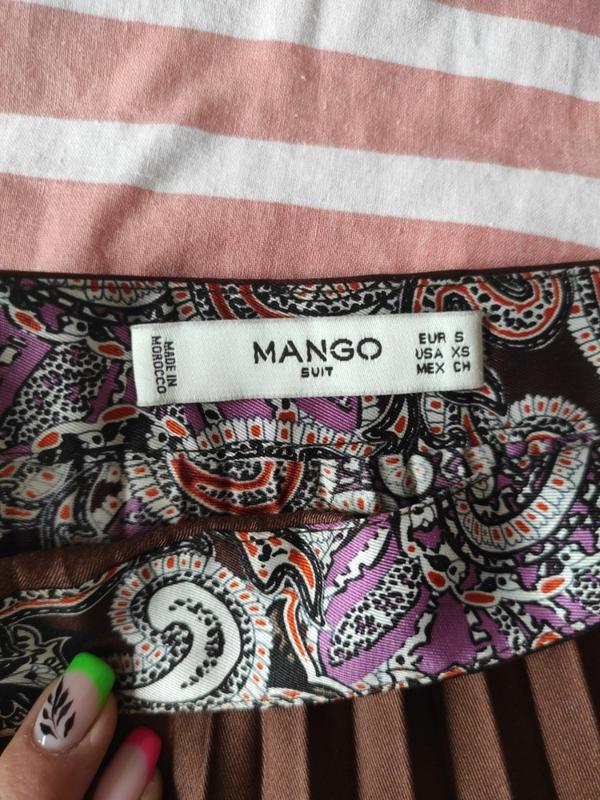 MADE IN
MOROCCO
MANGO
SUIT
EUR S
USA XS
MEX CH